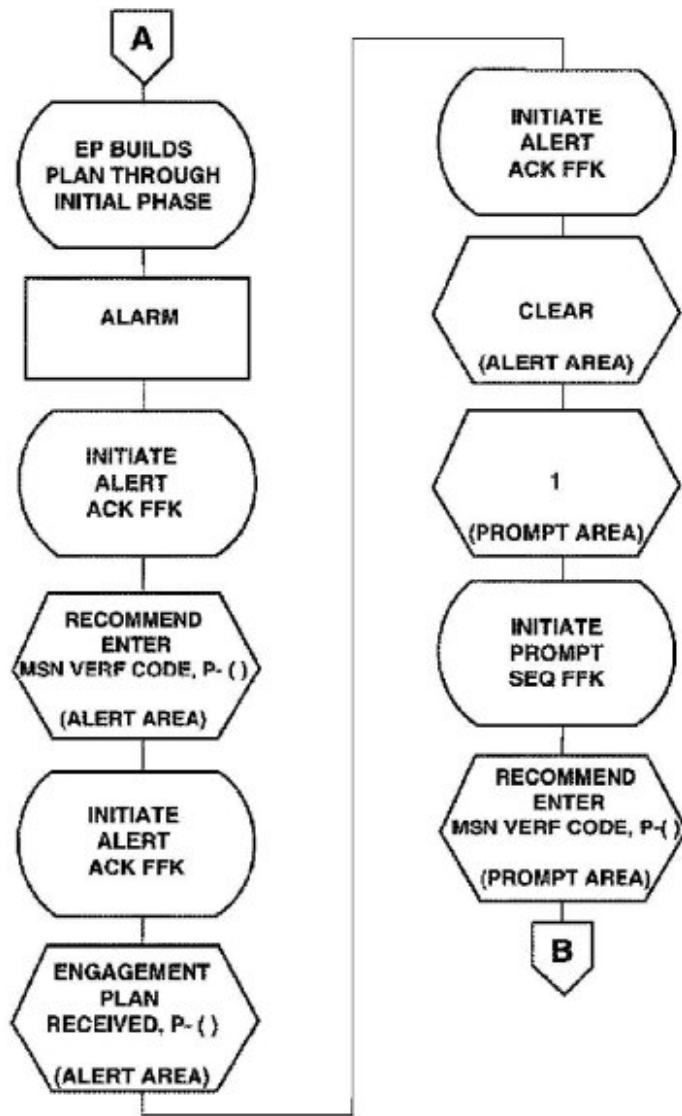 A
EP BUILDS
PLAN THROUGH
INITIAL PHASE
ALARM
INITIATE
ALERT
ACK FFK
RECOMMEND
ENTER
MSN VERF CODE, P- ( )
(ALERT AREA)
INITIATE
ALERT
ACK FFK
ENGAGEMENT
PLAN
RECEIVED, P- ( )
(ALERT AREA)
INITIATE
ALERT
ACK FFK
CLEAR
(ALERT AREA)
1
(PROMPT AREA)
INITIATE
PROMPT
SEQ FFK
RECOMMEND
ENTER
MSN VERF CODE, P-( )
(PROMPT AREA)
B